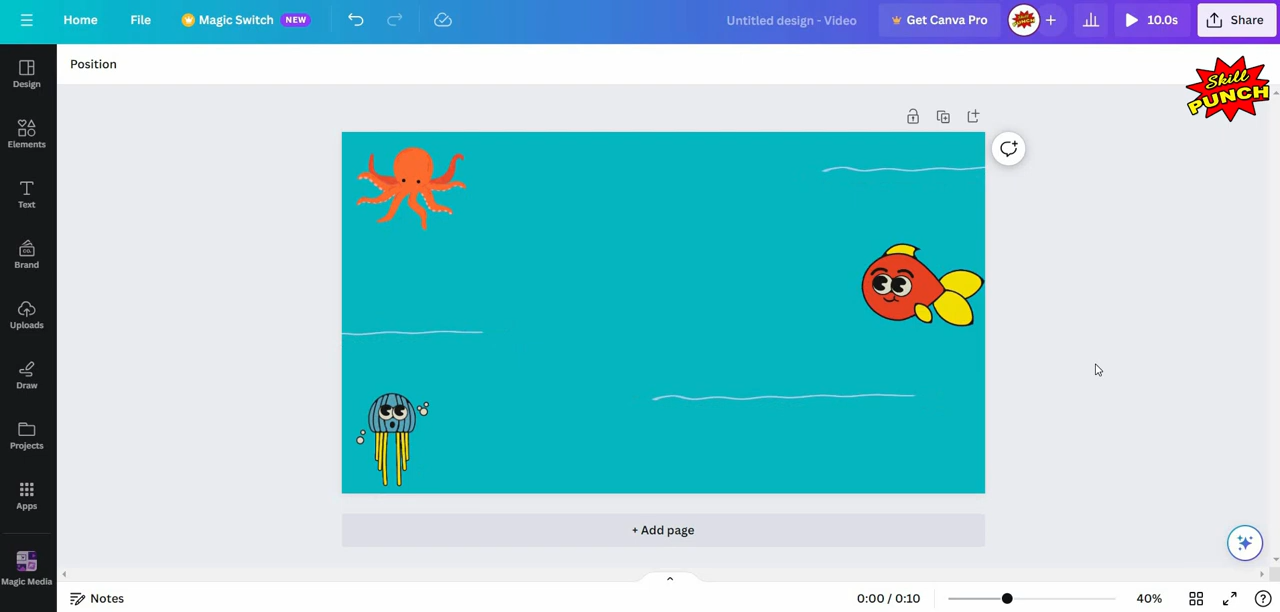 Home File Magic Switch NEW Untitled design - Video Get Canva Pro + 10.0s Share
Position
Skill
PUNCH
Design
Elements
Text
CO.
Brand
Uploads
Draw
Projects
Apps
+ Add page
Magic Media
Notes 0:00 / 0:10 40% ?